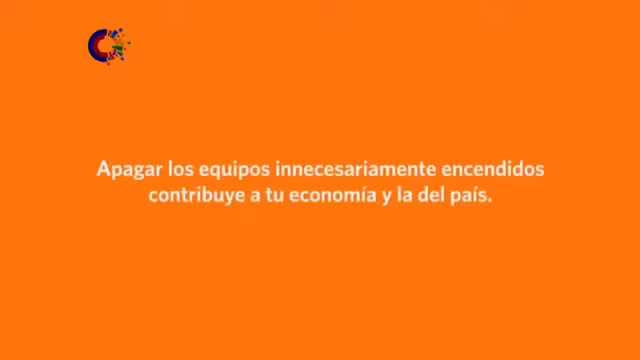 Apagar los equipos innecesariamente encendidos
contribuye a tu economía y la del país.